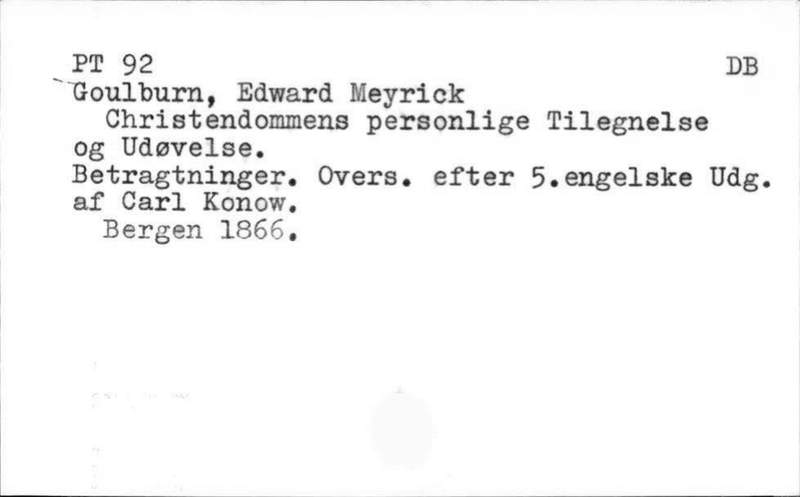 PT 92 DB
Goulburn, Edward Meyrick
Christendommens personlige Tilegnelse
og Udøvelse.
Betragtninger. Overs. efter 5.engelske Udg.
af Carl Konow.
Bergen 1866.